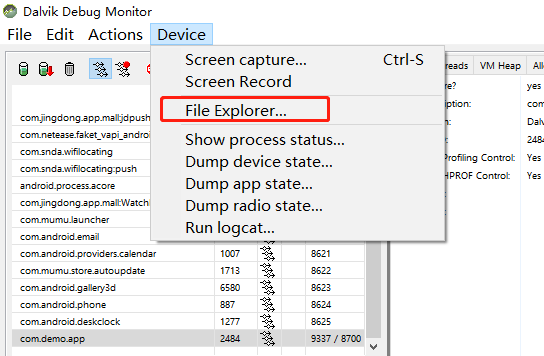 Dalvik Debug Monitor
File Edit Actions Device
Screen capture... Ctrl-S
Screen Record
File Explorer...
Show process status...
Dump device state...
Dump app state...
Dump radio state...
Run logcat...
com.jingdong.app.mall:jdpush
com.netease.faket_vapi_android
com.snda.wifilocating
com.snda.wifilocating:push
android.process.acore
com.jingdong.app.mall:Watch
com.mumu.launcher
com.android.email
com.android.providers.calendar 1007 8621
com.mumu.store.autoupdate 1713 8622
com.android.gallery3d 6580 8623
com.android.phone 887 8624
com.android.deskclock 1277 8625
com.demo.app 2484 9337 / 8700
reads VM Heap Alloc
re? yes
ription: com.
on: Dalv
2484
Profiling Control: Yes
HPROF Control: Yes